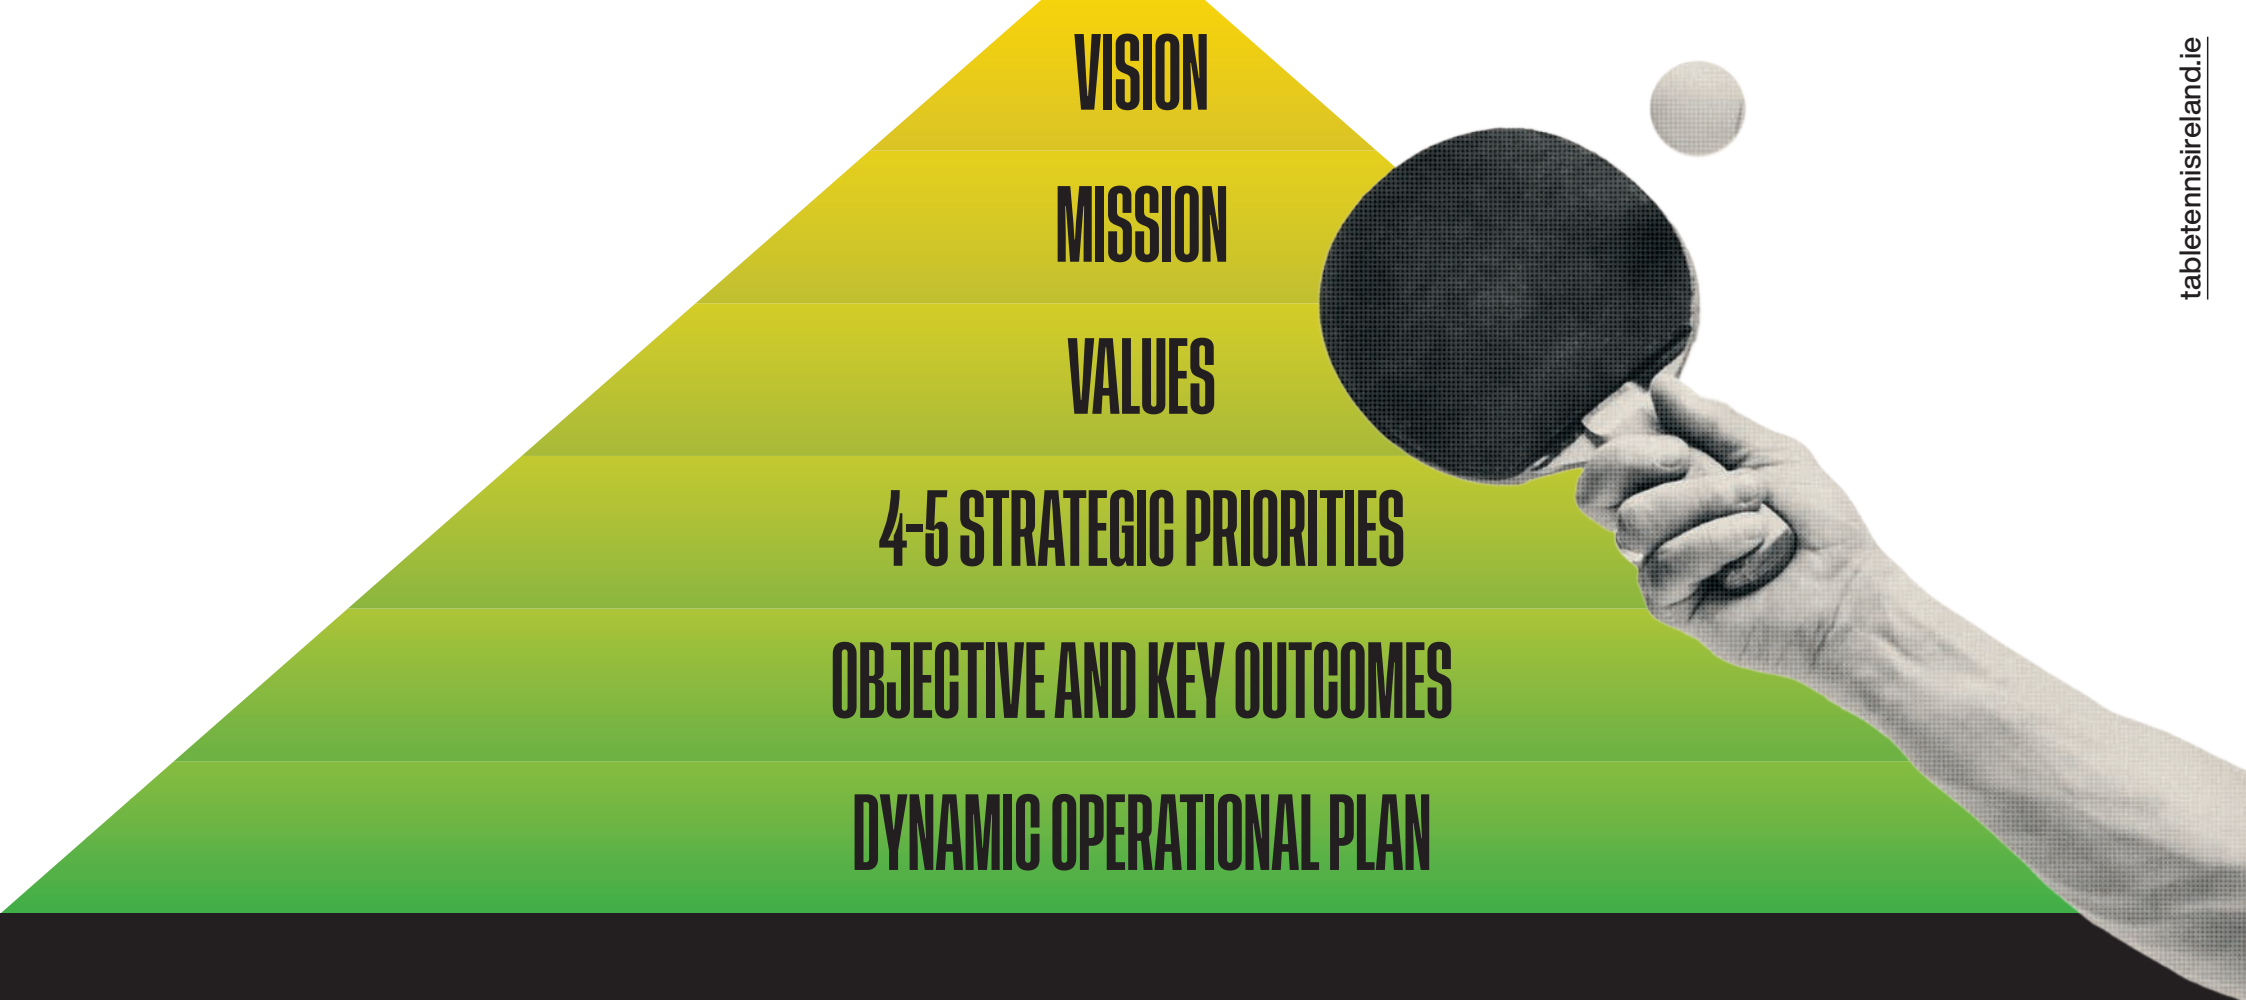 VISION
MISSION
VALUES
4-5 STRATEGIC PRIORITIES
OBJECTIVE AND KEY OUTCOMES
DYNAMIC OPERATIONAL PLAN
tabletennisireland.ie